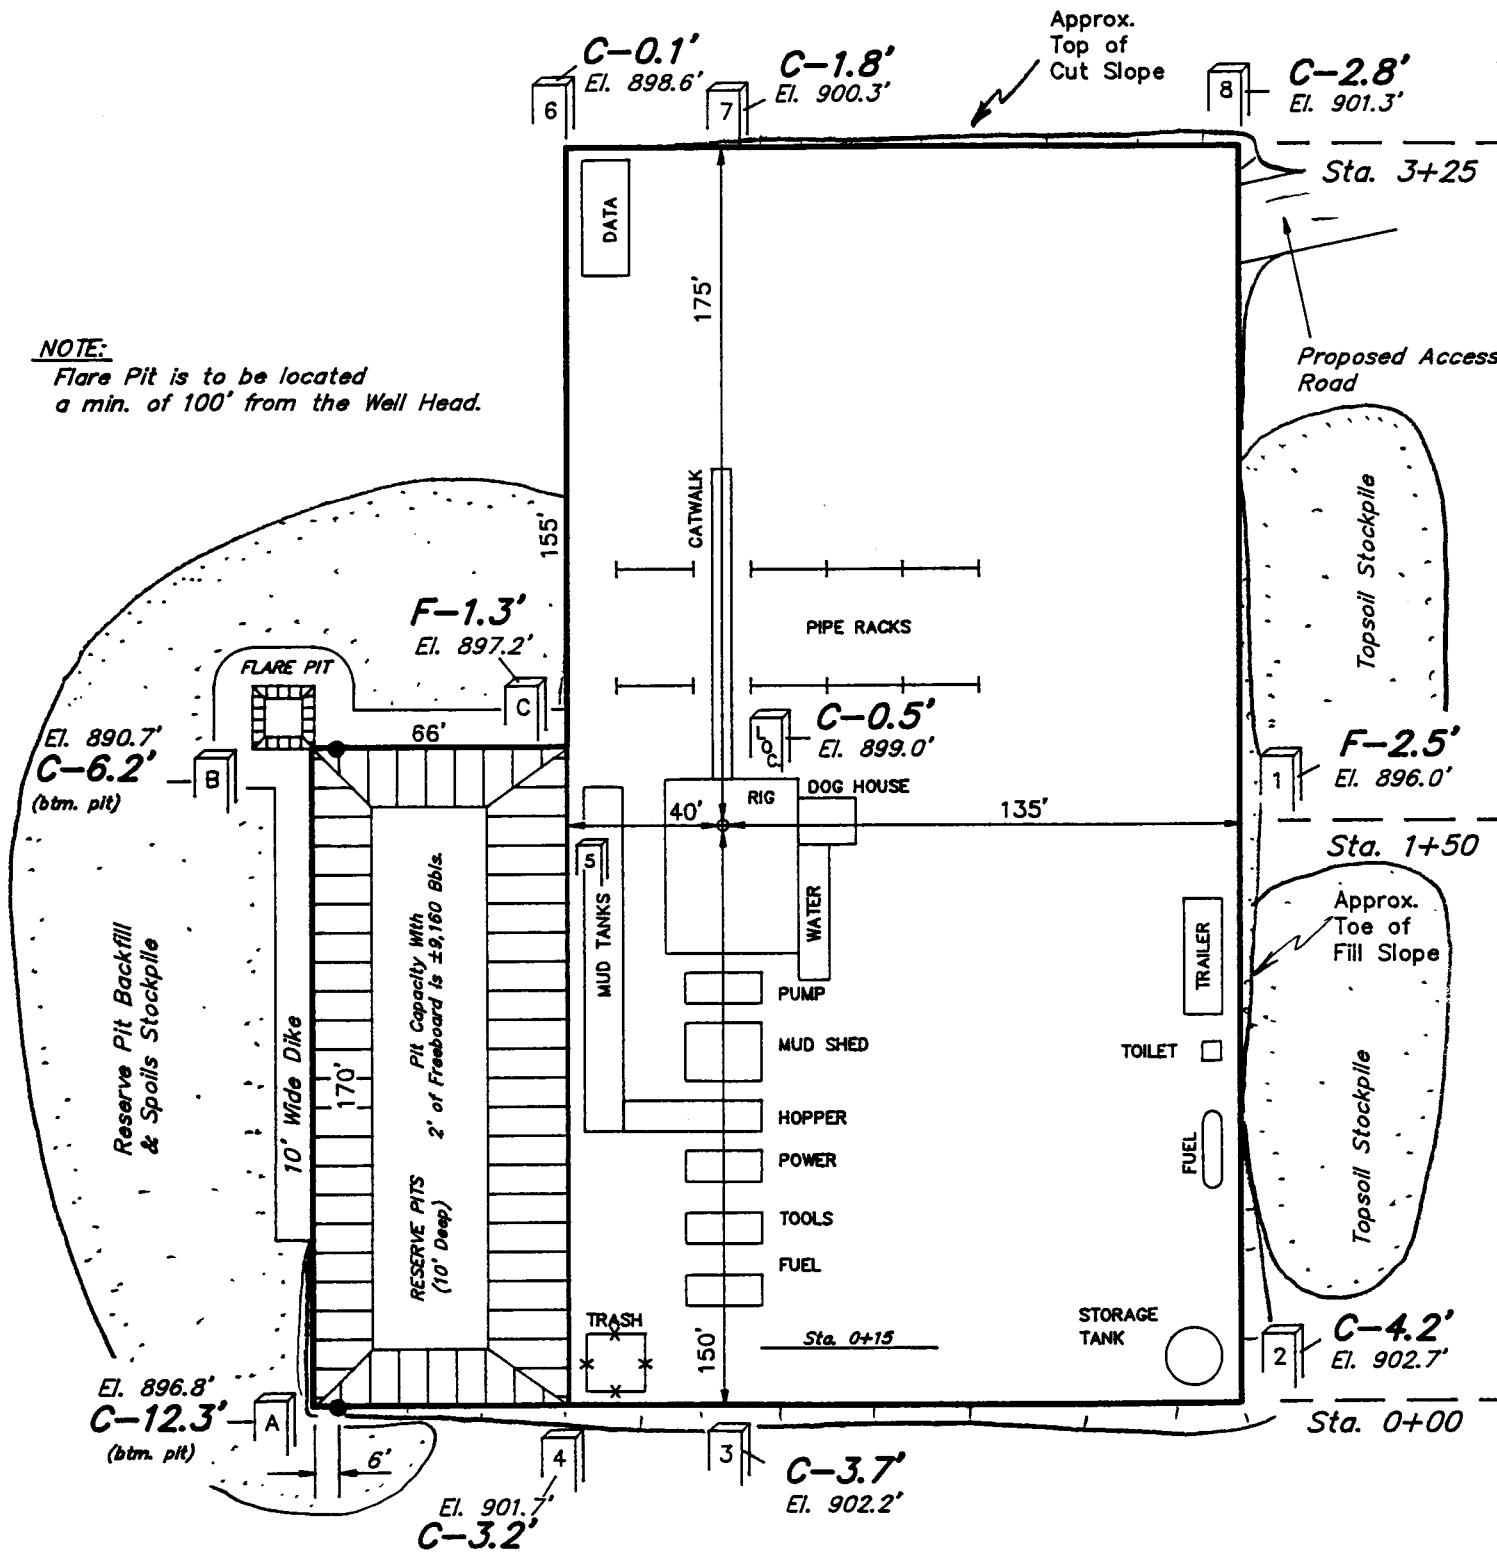 Approx.
Top of
Cut Slope
C-0.1'
El. 898.6'
6
C-1.8'
El. 900.3'
7
C-2.8'
El. 901.3'
8
Sta. 3+25
DATA
175'
NOTE:
Flare Pit is to be located
a min. of 100' from the Well Head.
Proposed Access
Road
CATWALK
155'
Topsoil Stockpile
F-1.3'
El. 897.2'
C
PIPE RACKS
FLARE PIT
66'
El. 890.7'
C-6.2'
(btm. pit)
B
LOC.
C-0.5'
El. 899.0'
F-2.5'
El. 896.0'
1
RIG
DOG HOUSE
40'
135'
Sta. 1+50
5
MUD TANKS
WATER
TRAILER
Approx.
Toe of
Fill Slope
Reserve Pit Backfill
& Spoils Stockpile
10' Wide Dike
170'
Pit Capacity With
2' of Freeboard is ±9,160 Bbls.
RESERVE PITS
(10' Deep)
PUMP
MUD SHED
TOILET
HOPPER
POWER
FUEL
TOOLS
FUEL
Topsoil Stockpile
TRASH
150'
Sta. 0+15
STORAGE
TANK
2
C-4.2'
El. 902.7'
El. 896.8'
C-12.3'
(btm. pit)
A
6'
Sta. 0+00
4
El. 901.7'
C-3.2'
3
C-3.7'
El. 902.2'